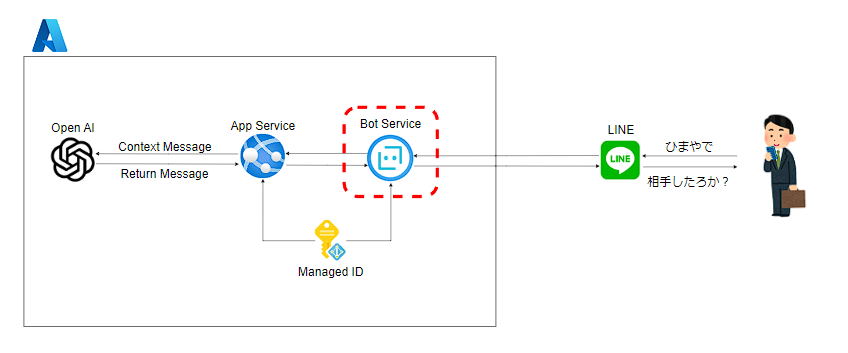 Open AI
Context Message
Return Message
App Service
Bot Service
Managed ID
LINE
LINE
ひまやで
相手したろか？